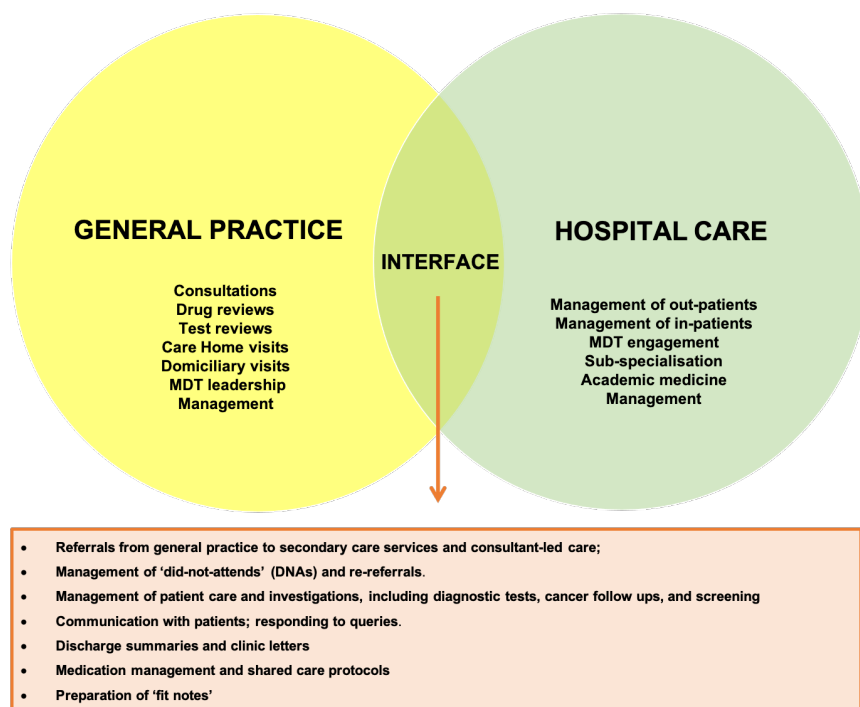 GENERAL PRACTICE
Consultations
Drug reviews
Test reviews
Care Home visits
Domiciliary visits
MDT leadership
Management
INTERFACE
HOSPITAL CARE
Management of out-patients
Management of in-patients
MDT engagement
Sub-specialisation
Academic medicine
Management
• Referrals from general practice to secondary care services and consultant-led care;
• Management of ‘did-not-attends’ (DNAs) and re-referrals.
• Management of patient care and investigations, including diagnostic tests, cancer follow ups, and screening
• Communication with patients; responding to queries.
• Discharge summaries and clinic letters
• Medication management and shared care protocols
• Preparation of ‘fit notes’